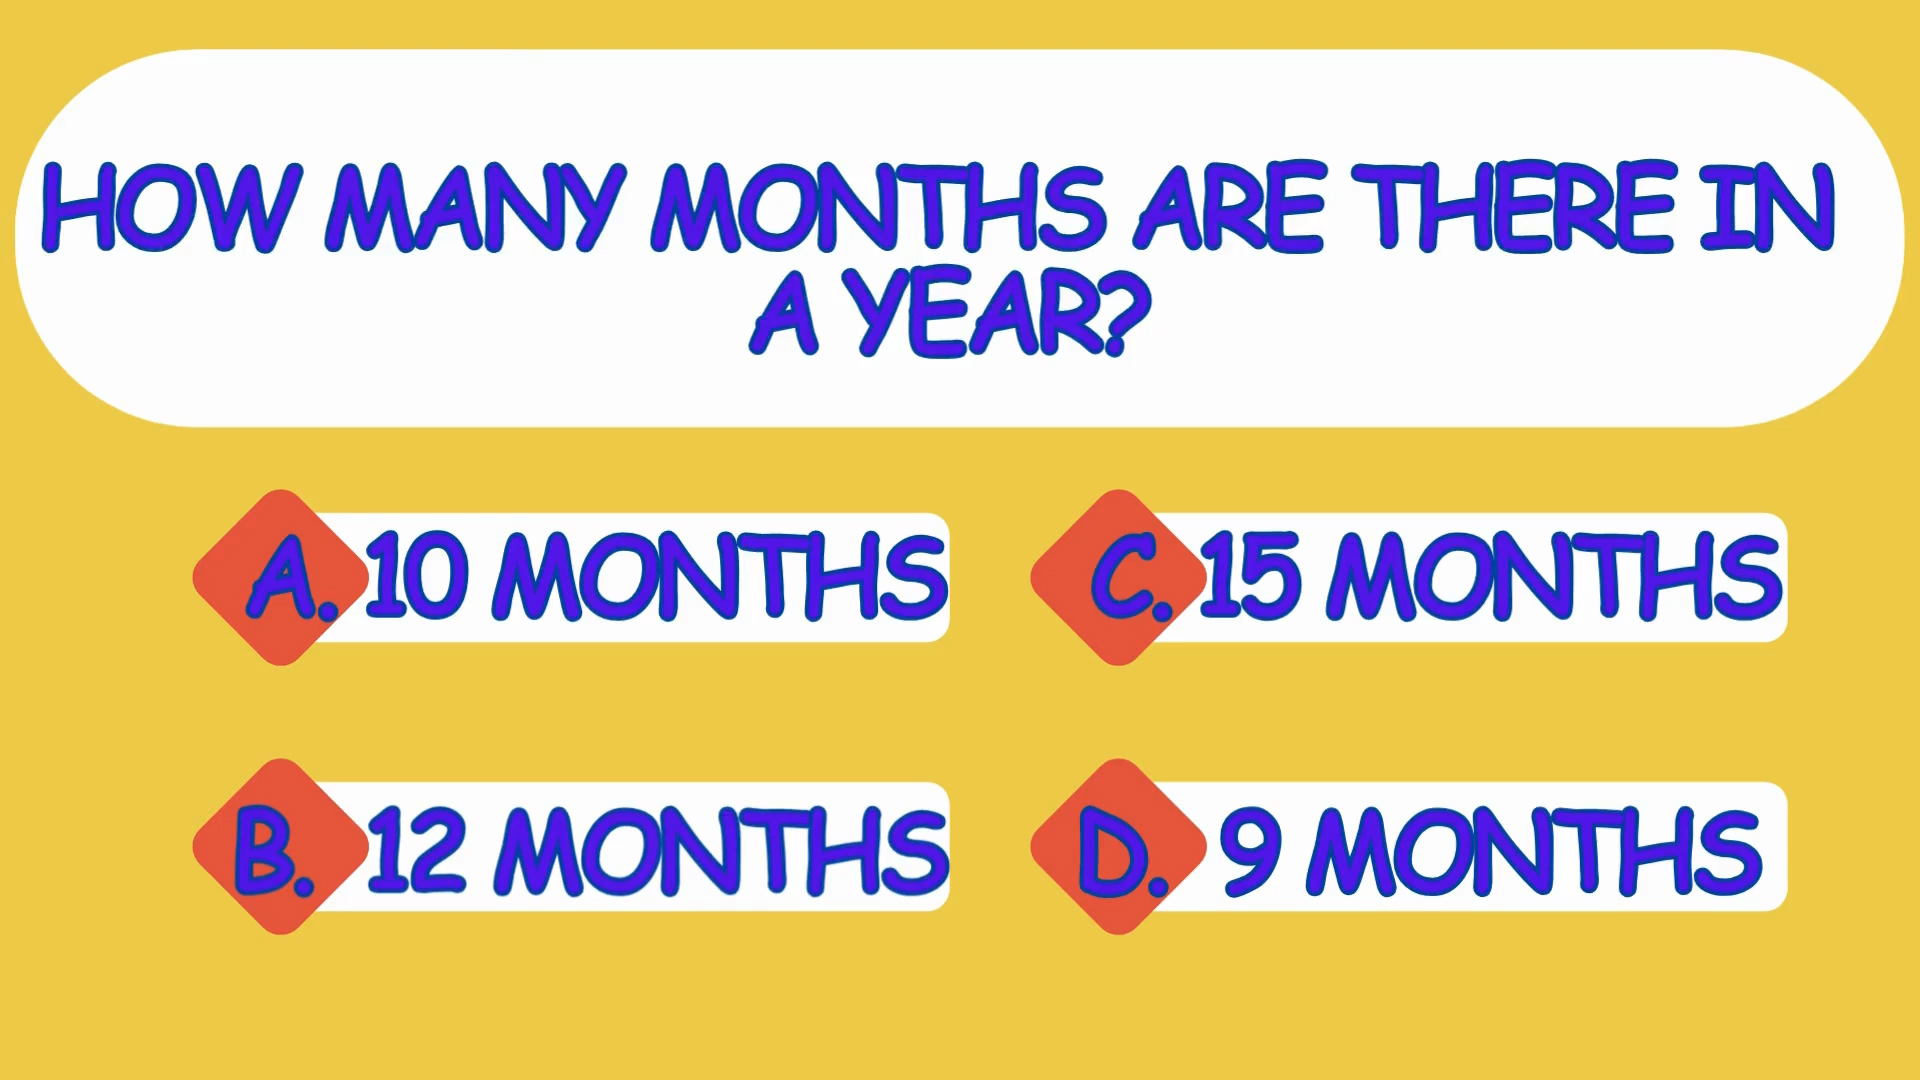 HOW MANY MONTHS ARE THERE IN
A YEAR?
A. 10 MONTHS
B. 12 MONTHS
C. 15 MONTHS
D. 9 MONTHS